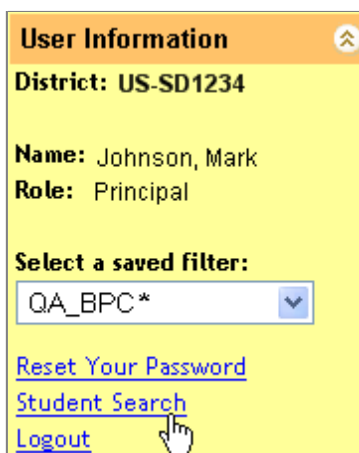 User Information
District: US-SD1234
Name: Johnson, Mark
Role: Principal
Select a saved filter:
QA_BPC*
Reset Your Password
Student Search
Logout